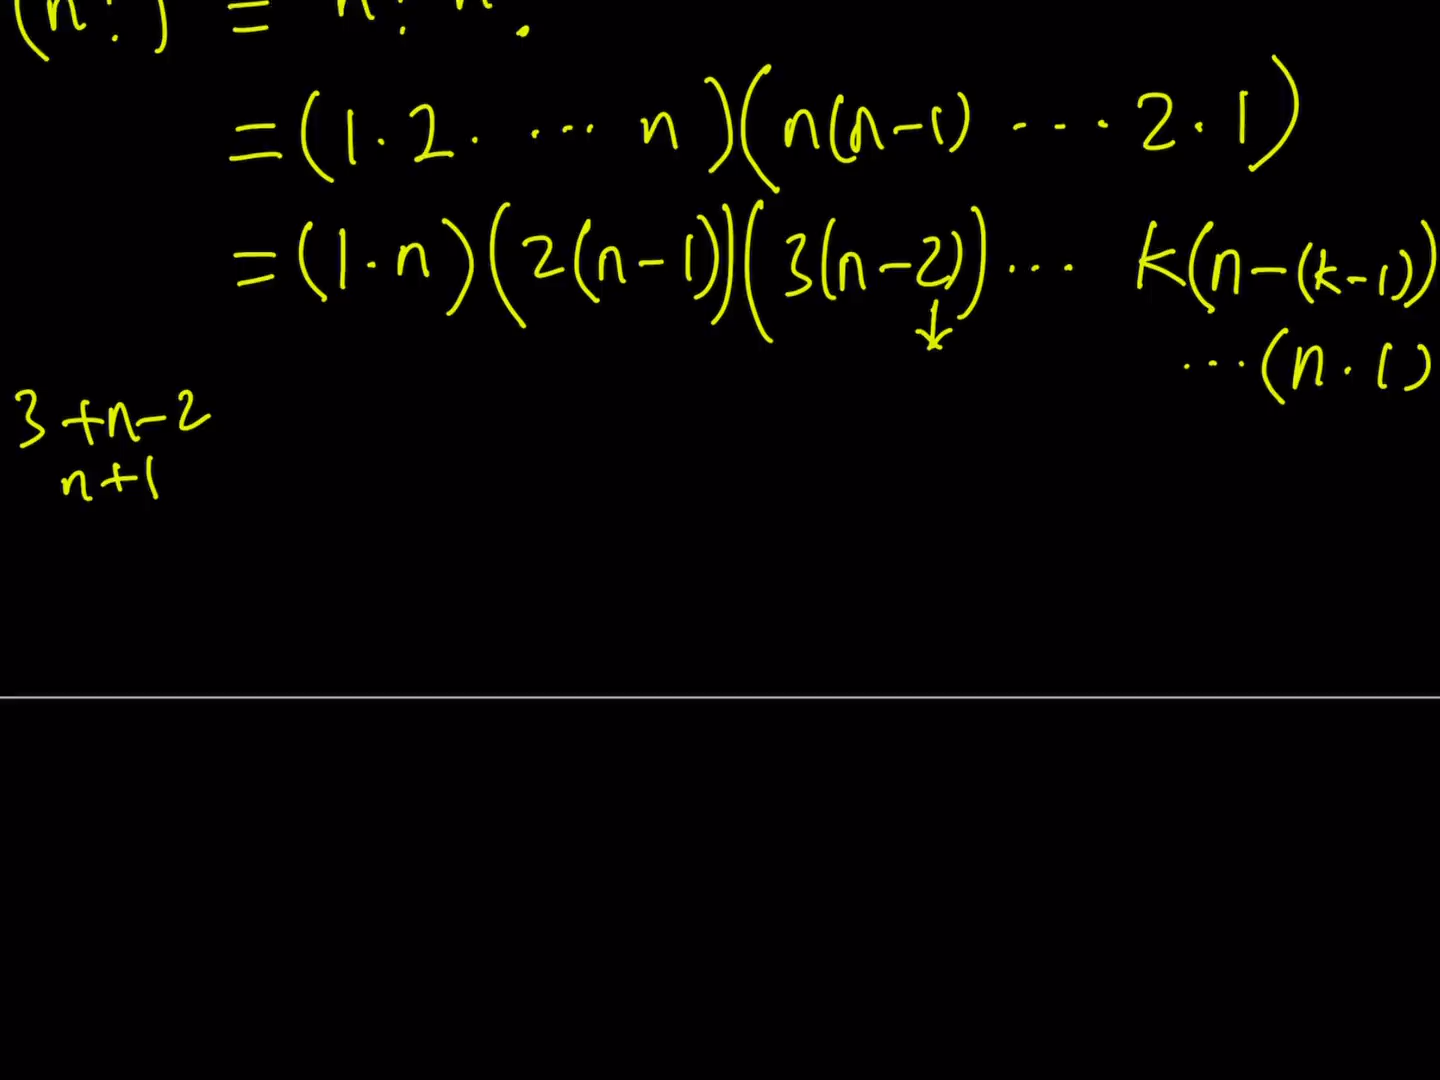 (n!) = n! n!
= (1 · 2 · ··· n)(n(n-1) ··· 2 · 1)
= (1 · n)(2(n-1))(3(n-2)) ··· k(n-(k-1))
··· (n · 1)
3 + n - 2
n + 1